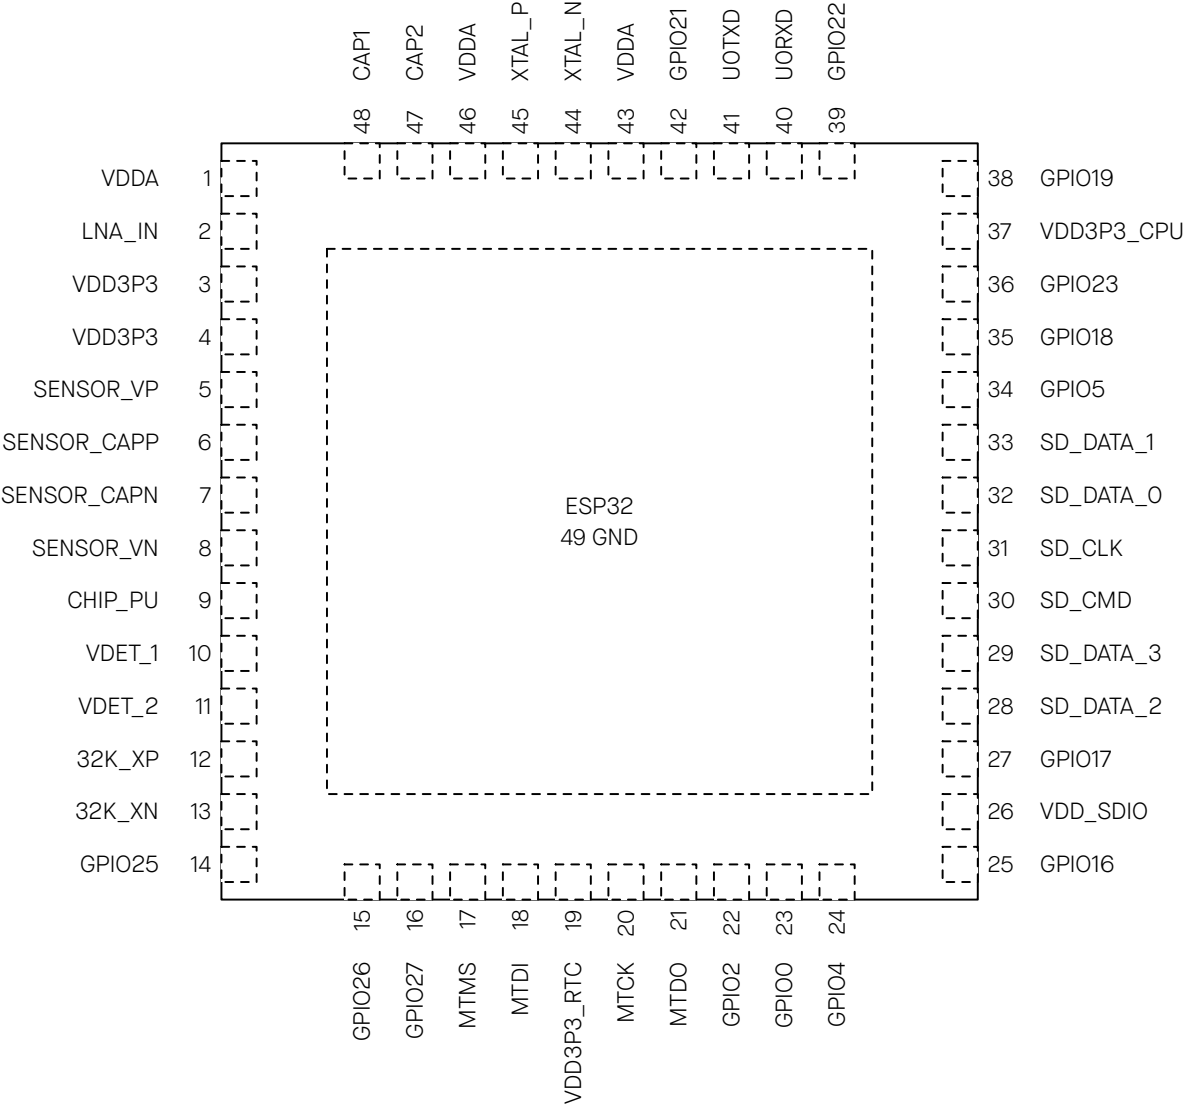 CAP1
CAP2
VDDA
XTAL_P
XTAL_N
VDDA
GPIO21
U0TXD
U0RXD
GPIO22
48
47
46
45
44
43
42
41
40
39
VDDA 1
LNA_IN 2
VDD3P3 3
VDD3P3 4
SENSOR_VP 5
SENSOR_CAPP 6
SENSOR_CAPN 7
SENSOR_VN 8
CHIP_PU 9
VDET_1 10
VDET_2 11
32K_XP 12
32K_XN 13
GPIO25 14
ESP32
49 GND
38 GPIO19
37 VDD3P3_CPU
36 GPIO23
35 GPIO18
34 GPIO5
33 SD_DATA_1
32 SD_DATA_0
31 SD_CLK
30 SD_CMD
29 SD_DATA_3
28 SD_DATA_2
27 GPIO17
26 VDD_SDIO
25 GPIO16
15
16
17
18
19
20
21
22
23
24
GPIO26
GPIO27
MTMS
MTDI
VDD3P3_RTC
MTCK
MTDO
GPIO2
GPIO0
GPIO4